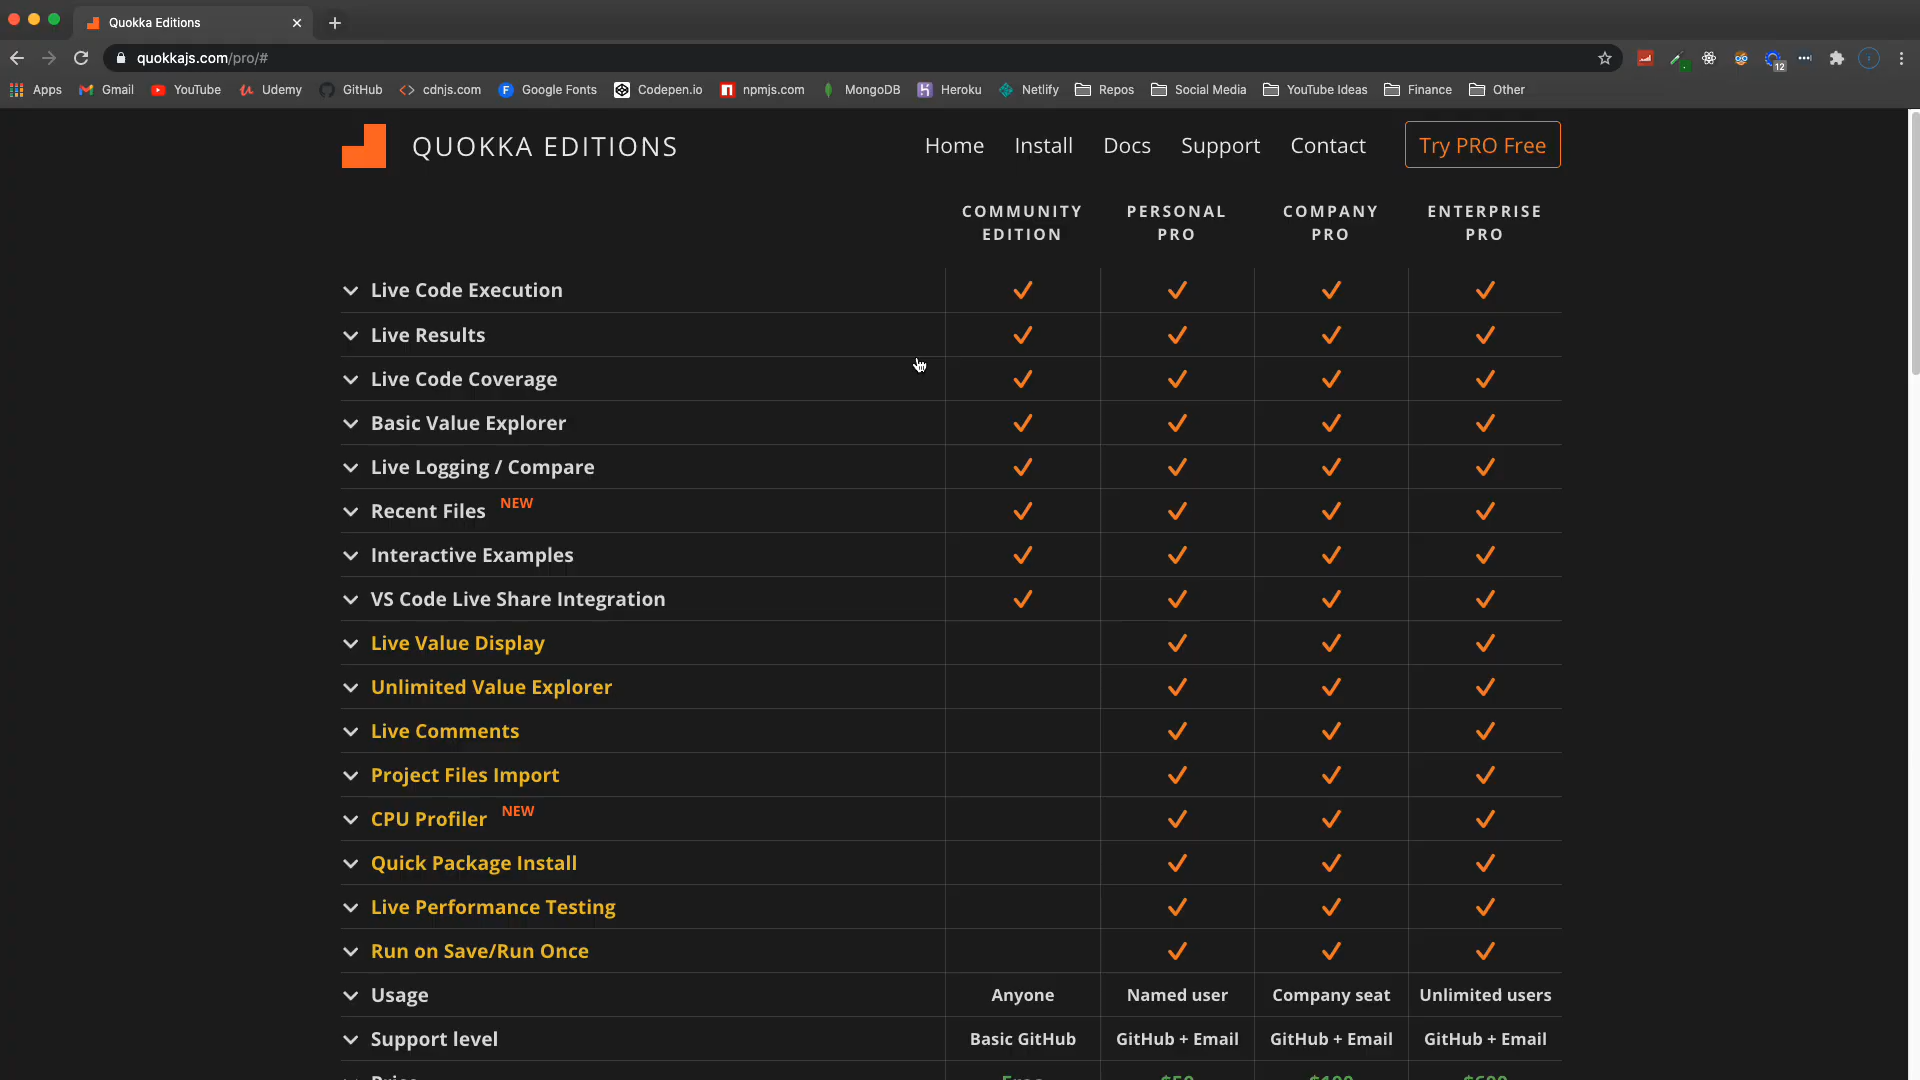 Quokka Editions
quokkajs.com/pro/#
12
Apps Gmail YouTube Udemy GitHub cdnjs.com Google Fonts Codepen.io npmjs.com MongoDB Heroku Netlify Repos Social Media YouTube Ideas Finance Other
QUOKKA EDITIONS
Home Install Docs Support Contact Try PRO Free
COMMUNITY EDITION
PERSONAL PRO
COMPANY PRO
ENTERPRISE PRO
Live Code Execution
Live Results
Live Code Coverage
Basic Value Explorer
Live Logging / Compare
Recent Files NEW
Interactive Examples
VS Code Live Share Integration
Live Value Display
Unlimited Value Explorer
Live Comments
Project Files Import
CPU Profiler NEW
Quick Package Install
Live Performance Testing
Run on Save/Run Once
Usage Anyone Named user Company seat Unlimited users
Support level Basic GitHub GitHub + Email GitHub + Email GitHub + Email